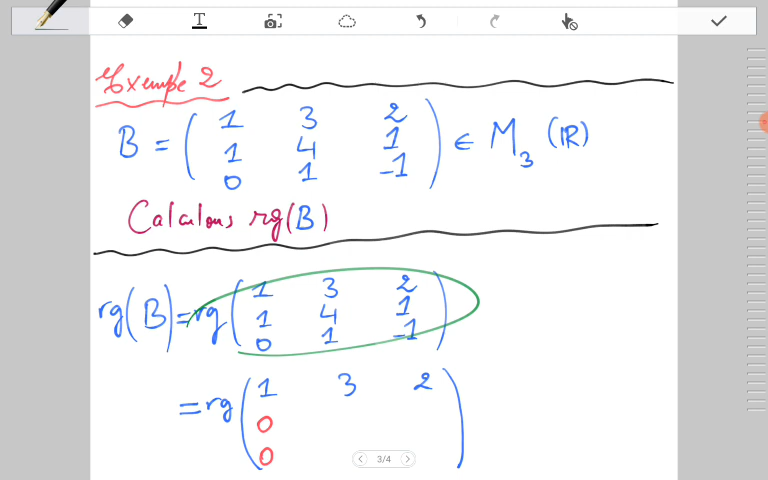 Exemple 2
B = ( 1 3 2
1 4 1
0 1 -1 ) ∈ M3 (IR)
Calculons rg(B)
rg(B) = rg ( 1 3 2
1 4 1
0 1 -1 )
= rg ( 1 3 2
0
0 )
3/4